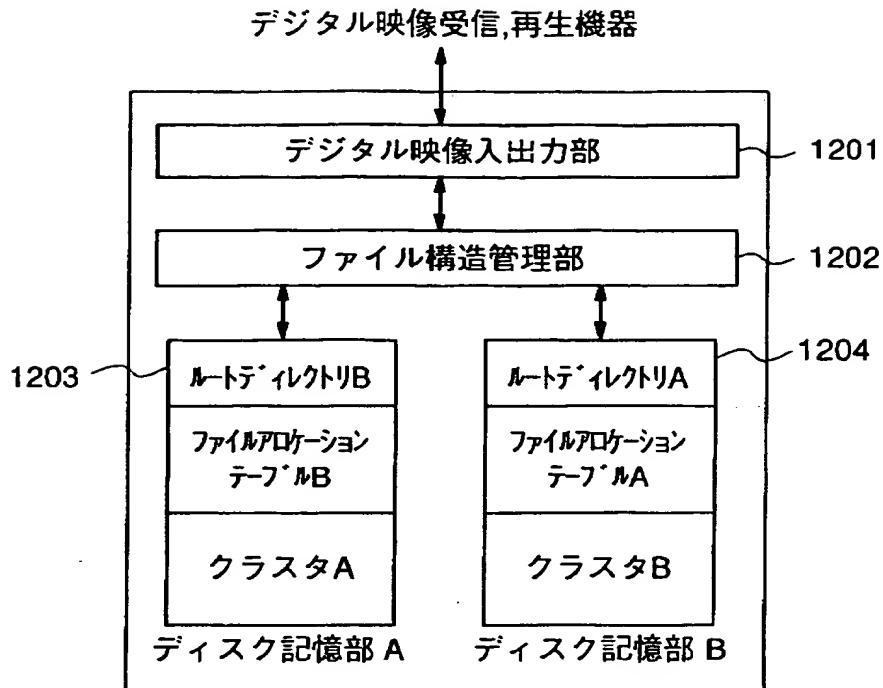 デジタル映像受信,再生機器
デジタル映像入出力部
1201
ファイル構造管理部
1202
1203
ルートディレクトリB
ファイルアロケーション
テーブルB
クラスタA
ディスク記憶部 A
1204
ルートディレクトリA
ファイルアロケーション
テーブルA
クラスタB
ディスク記憶部 B